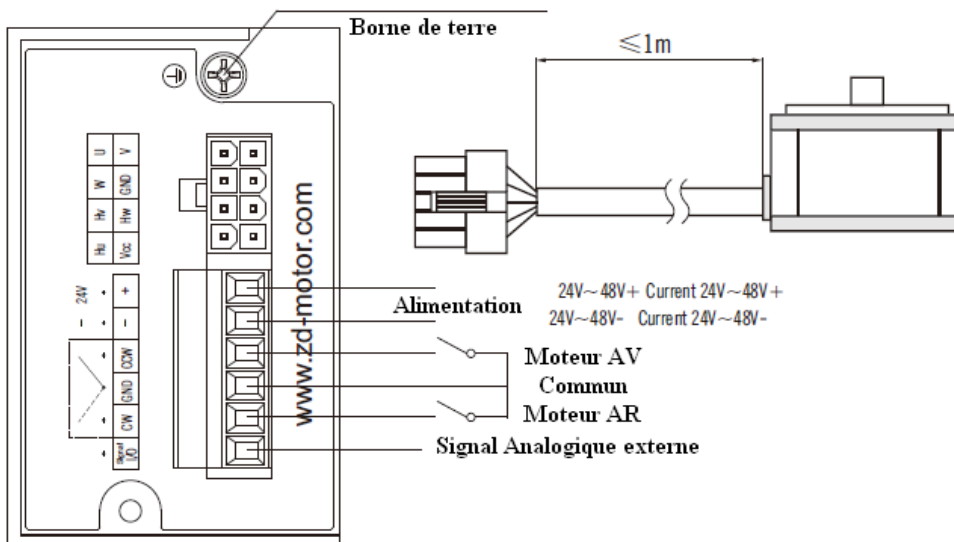 Borne de terre
≤1m
U V
W GND
Hv Hw
Hu Vcc
www.zd-motor.com
24V + 
- -
CCW
GND
CW
Signal I/O
Alimentation
24V~48V+ Current 24V~48V+
24V~48V- Current 24V~48V-
Moteur AV
Commun
Moteur AR
Signal Analogique externe